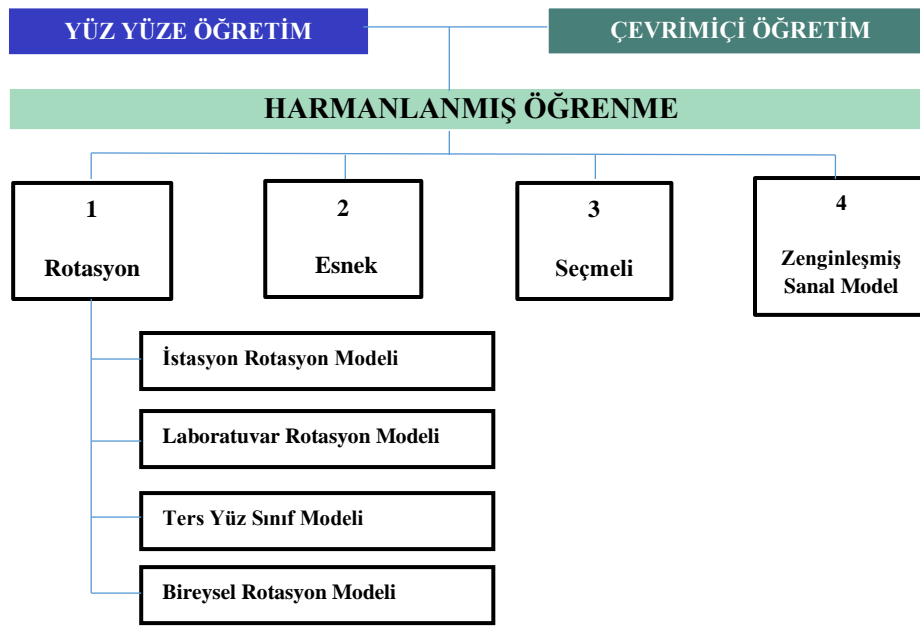 YÜZ YÜZE ÖĞRETİM
ÇEVRİMİÇİ ÖĞRETİM
HARMANLANMIŞ ÖĞRENME
1
Rotasyon
2
Esnek
3
Seçmeli
4
Zenginleşmiş
Sanal Model
İstasyon Rotasyon Modeli
Laboratuvar Rotasyon Modeli
Ters Yüz Sınıf Modeli
Bireysel Rotasyon Modeli